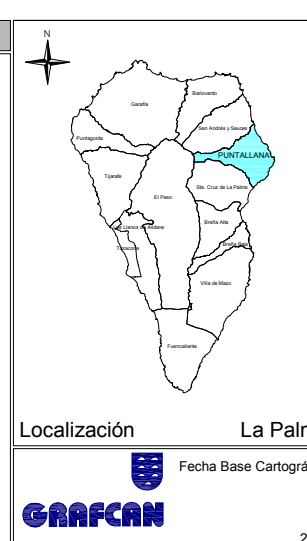 N
Barlovento
Garafía
San Andrés y Sauces
Puntagorda
PUNTALLANA
Tijarafe
Sta. Cruz de La Palma
El Paso
Breña Alta
Los Llanos de Aridane
Breña Baja
Tazacorte
Villa de Mazo
Fuencaliente
Localización La Palm
Fecha Base Cartográ
GRAFCAN
2